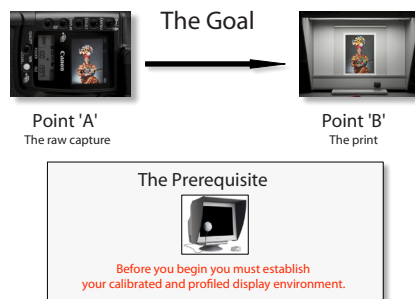 The Goal
Canon
Point 'A'
The raw capture
Point 'B'
The print
The Prerequisite
Before you begin you must establish
your calibrated and profiled display environment.